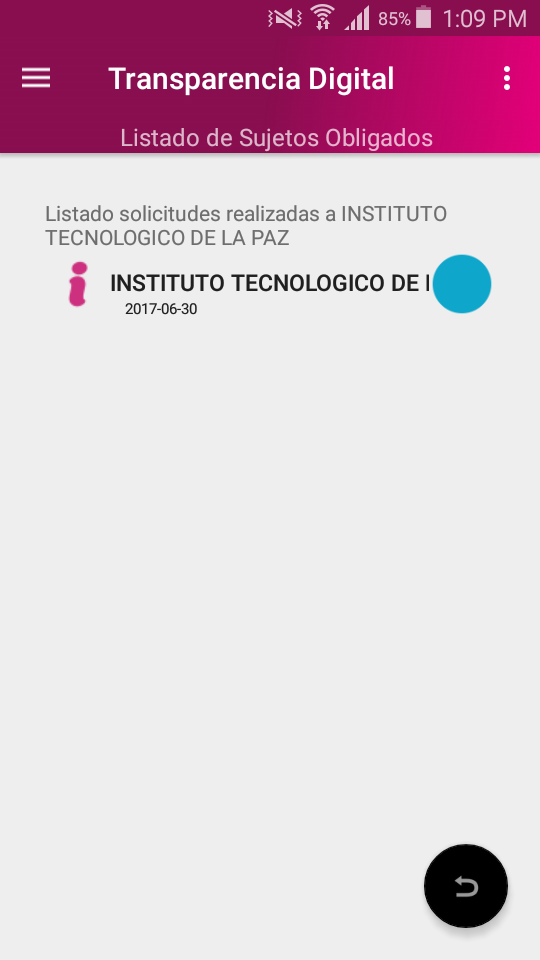 85% 1:09 PM
Transparencia Digital
Listado de Sujetos Obligados
Listado solicitudes realizadas a INSTITUTO
TECNOLOGICO DE LA PAZ
INSTITUTO TECNOLOGICO DE
2017-06-30